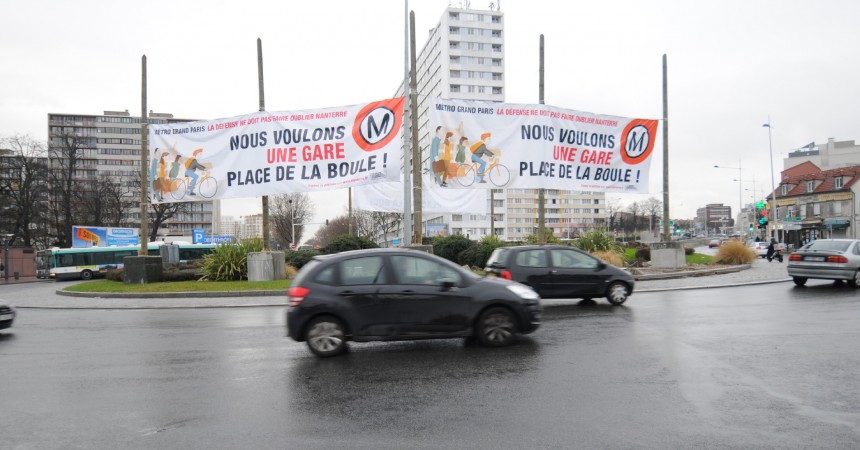 METRO GRAND PARIS LA DÉFENSE NE DOIT PAS FAIRE OUBLIER NANTERRE
NOUS VOULONS
UNE GARE
PLACE DE LA BOULE !
M
METRO GRAND PARIS LA DÉFENSE NE DOIT PAS FAIRE OUBLIER NANTERRE
NOUS VOULONS
UNE GARE
PLACE DE LA BOULE !
M
P